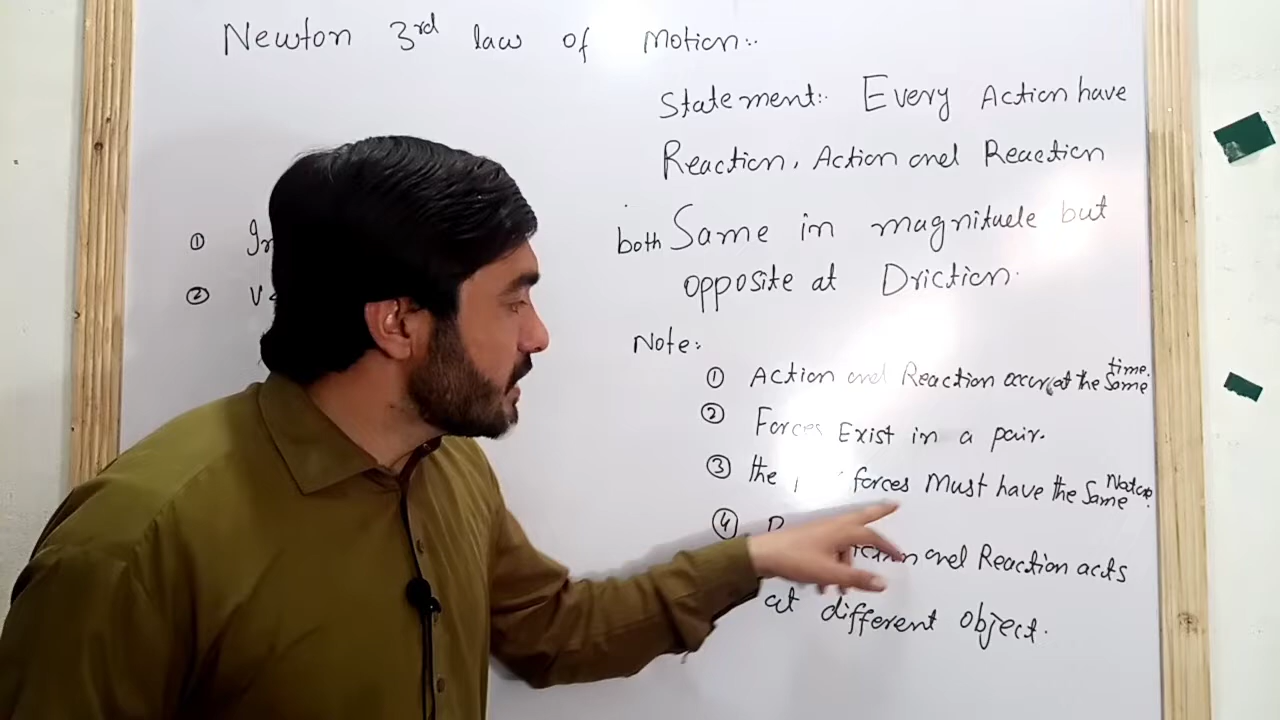 Newton 3rd law of Motion:.
Statement:. Every Action have
Reaction. Action and Reaction
both Same in magnitude but
opposite at Driction.
①
②
Note:
① Action and Reaction occur at the Same time.
② Forces Exist in a pair.
③ the forces Must have the Same Nature.
④ and Reaction acts
at different object.